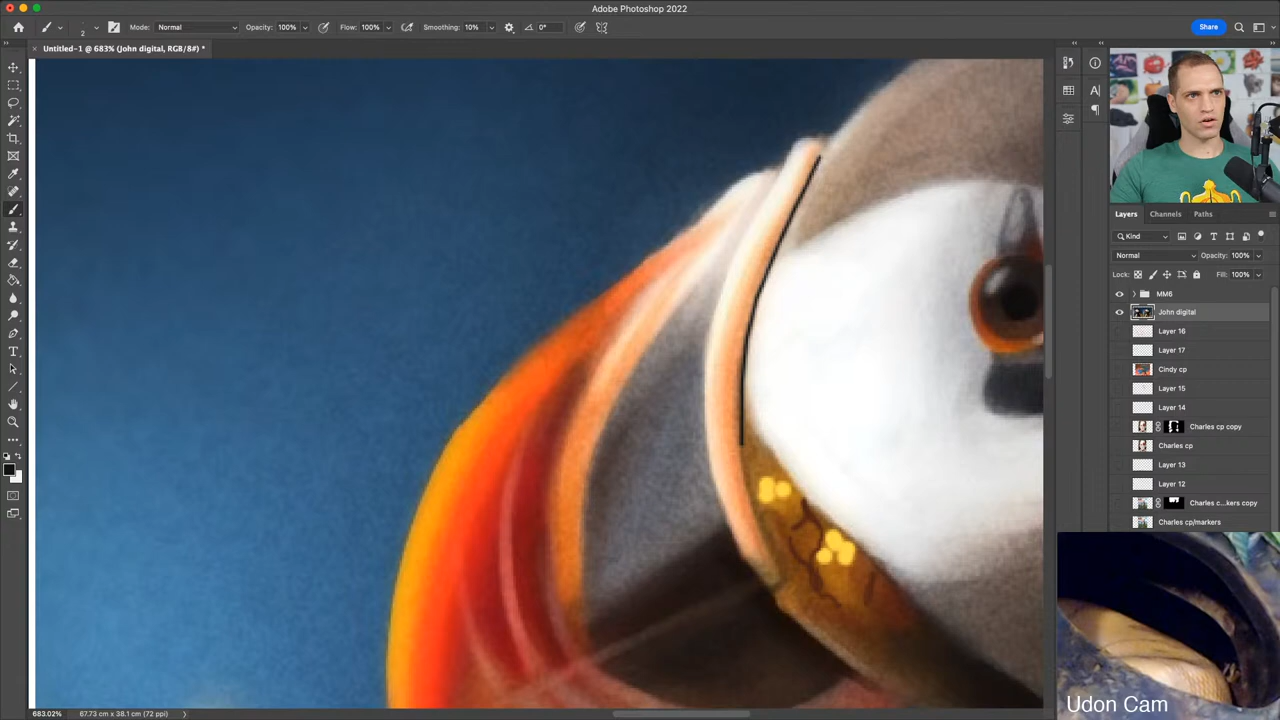 Adobe Photoshop 2022
2
Mode: Normal
Opacity: 100%
Flow: 100%
Smoothing: 10%
0°
Share
Untitled-1 @ 683% (John digital, RGB/8#) *
Layers
Channels
Paths
Kind
Normal
Opacity: 100%
Lock:
Fill: 100%
MM6
John digital
Layer 16
Layer 17
Cindy cp
Layer 15
Layer 14
Charles cp copy
Charles cp
Layer 13
Layer 12
Charles c...kers copy
Charles cp/markers
Udon Cam
683.02%
67.73 cm x 38.1 cm (72 ppi)